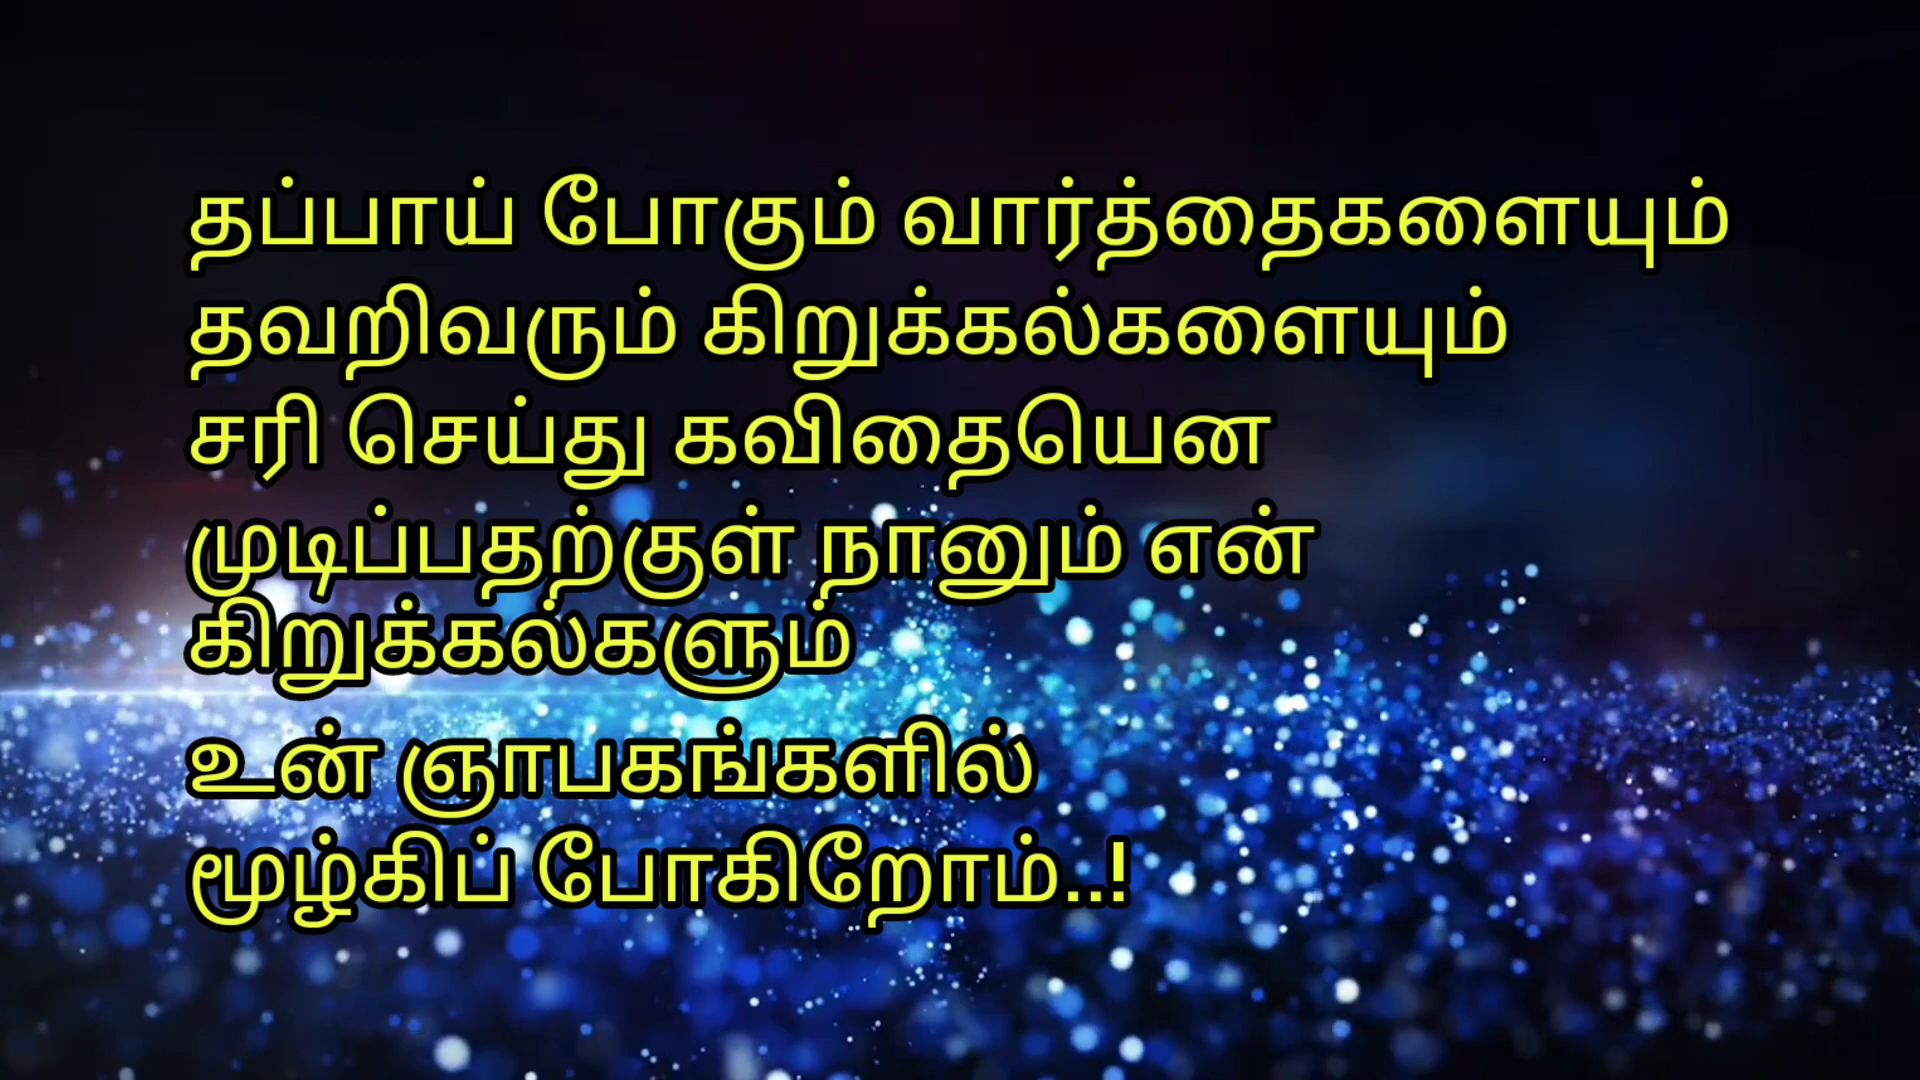 தப்பாய் போகும் வார்த்தைகளையும்
தவறிவரும் கிறுக்கல்களையும்
சரி செய்து கவிதையென
முடிப்பதற்குள் நானும் என்
கிறுக்கல்களும்
உன் ஞாபகங்களில்
மூழ்கிப் போகிறோம்..!